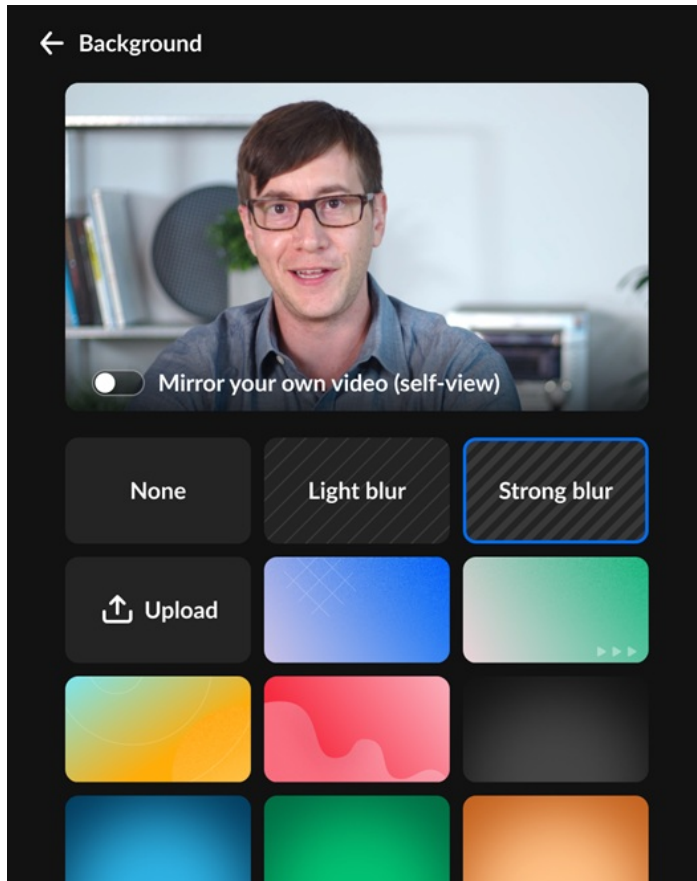 Background
Mirror your own video (self-view)
None
Light blur
Strong blur
Upload